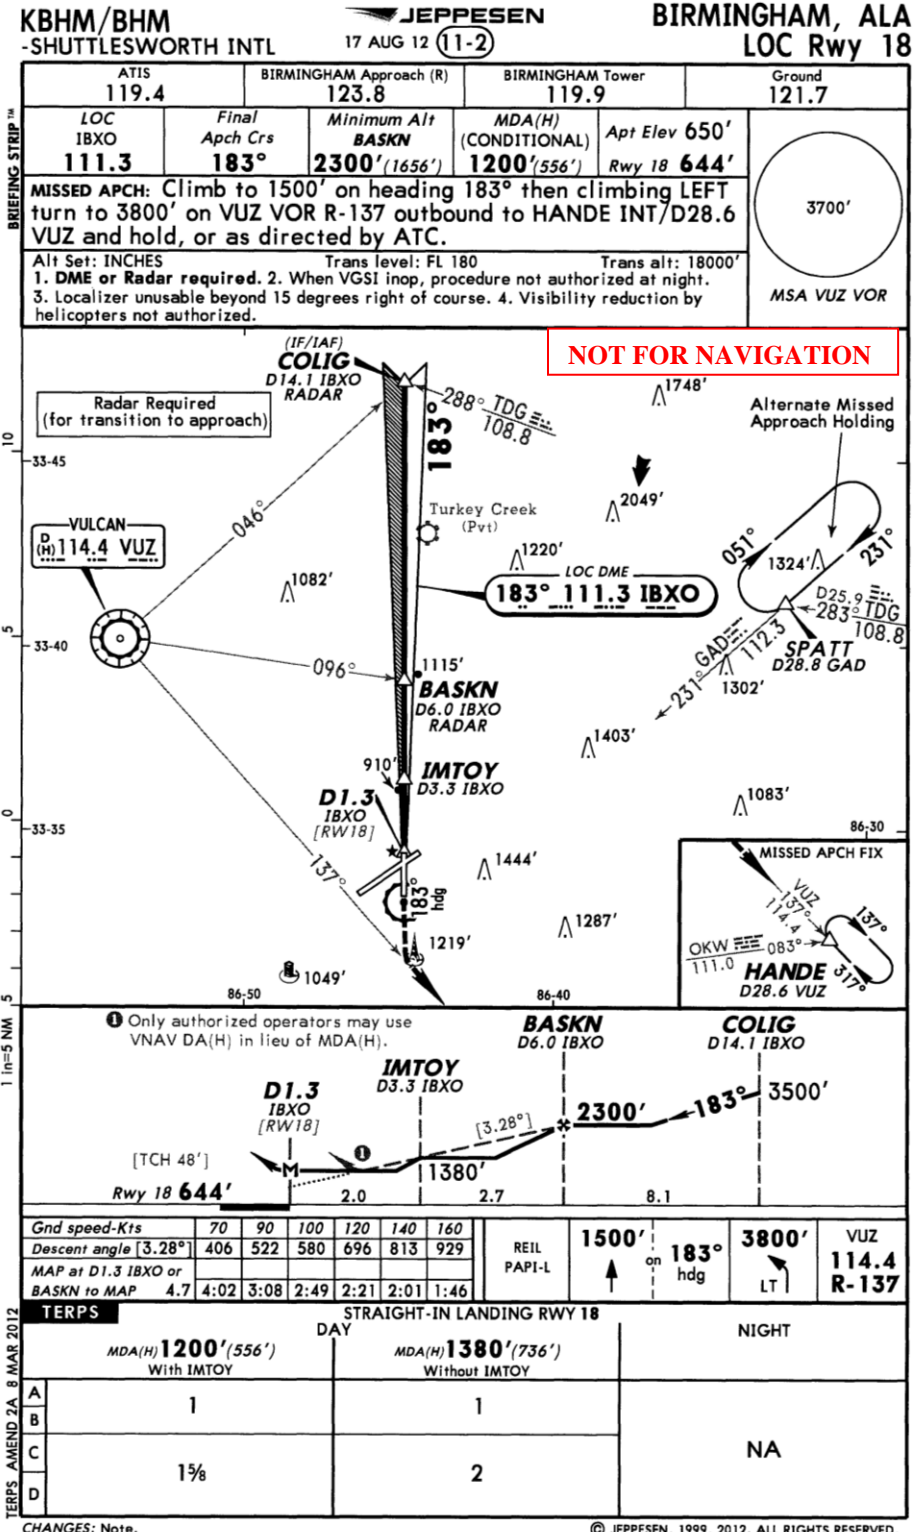 KBHM/BHM
-SHUTTLESWORTH INTL
JEPPESEN
17 AUG 12 11-2
BIRMINGHAM, ALA
LOC Rwy 18
BRIEFING STRIP™
ATIS
119.4
BIRMINGHAM Approach (R)
123.8
BIRMINGHAM Tower
119.9
Ground
121.7
LOC
IBXO
111.3
Final
Apch Crs
183°
Minimum Alt
BASKN
2300'(1656')
MDA(H)
(CONDITIONAL)
1200'(556')
Apt Elev 650'
Rwy 18 644'
3700'
MSA VUZ VOR
MISSED APCH: Climb to 1500' on heading 183° then climbing LEFT
turn to 3800' on VUZ VOR R-137 outbound to HANDE INT/D28.6
VUZ and hold, or as directed by ATC.
Alt Set: INCHES Trans level: FL 180 Trans alt: 18000'
1. DME or Radar required. 2. When VGSI inop, procedure not authorized at night.
3. Localizer unusable beyond 15 degrees right of course. 4. Visibility reduction by
helicopters not authorized.
NOT FOR NAVIGATION
(IF/IAF)
COLIG
D14.1 IBXO
RADAR
Radar Required
(for transition to approach)
288° TDG
108.8
183°
1748'
Alternate Missed
Approach Holding
10
33-45
046°
2049'
Turkey Creek
(Pvt)
VULCAN
D
(H) 114.4 VUZ
1220'
051°
231°
1324'
1082'
LOC DME
183° 111.3 IBXO
D25.9
283° TDG
108.8
SPATT
D28.8 GAD
GAD
112.3
231°
1302'
5
33-40
096°
1115'
BASKN
D6.0 IBXO
RADAR
1403'
910'
IMTOY
D3.3 IBXO
D1.3
IBXO
[RW18]
1083'
0
33-35
86-30
137°
1444'
183°
hdg
1287'
1219'
1049'
MISSED APCH FIX
VUZ
137°
114.4
137°
OKW
111.0
083°
HANDE
D28.6 VUZ
317°
5
86-50
86-40
1 in=5 NM
1 Only authorized operators may use
VNAV DA(H) in lieu of MDA(H).
BASKN
D6.0 IBXO
COLIG
D14.1 IBXO
IMTOY
D3.3 IBXO
D1.3
IBXO
[RW18]
3500'
183°
2300'
[3.28°]
1
M
1380'
[TCH 48']
Rwy 18 644'
2.0
2.7
8.1
Gnd speed-Kts 70 90 100 120 140 160
Descent angle [3.28°] 406 522 580 696 813 929
MAP at D1.3 IBXO or
BASKN to MAP 4.7 4:02 3:08 2:49 2:21 2:01 1:46
REIL
PAPI-L
1500'
on
183°
hdg
3800'
LT
VUZ
114.4
R-137
TERPS
STRAIGHT-IN LANDING RWY 18
DAY
NIGHT
MDA(H) 1200'(556')
With IMTOY
MDA(H) 1380'(736')
Without IMTOY
A
B
C
D
1
1
1⅝
2
NA
TERPS AMEND 2A 8 MAR 2012
CHANGES: Note.
© JEPPESEN, 1999, 2012. ALL RIGHTS RESERVED.